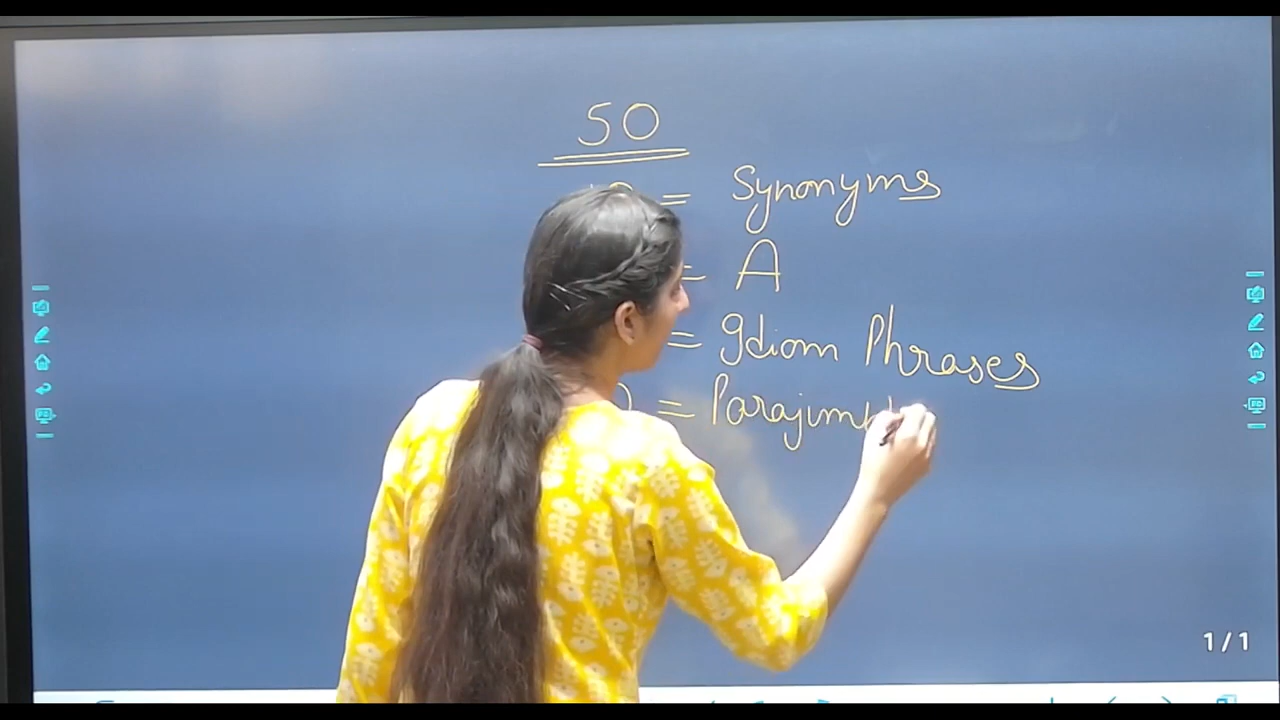 50
= Synonyms
= A
= Idiom Phrases
= Parajum
1/1